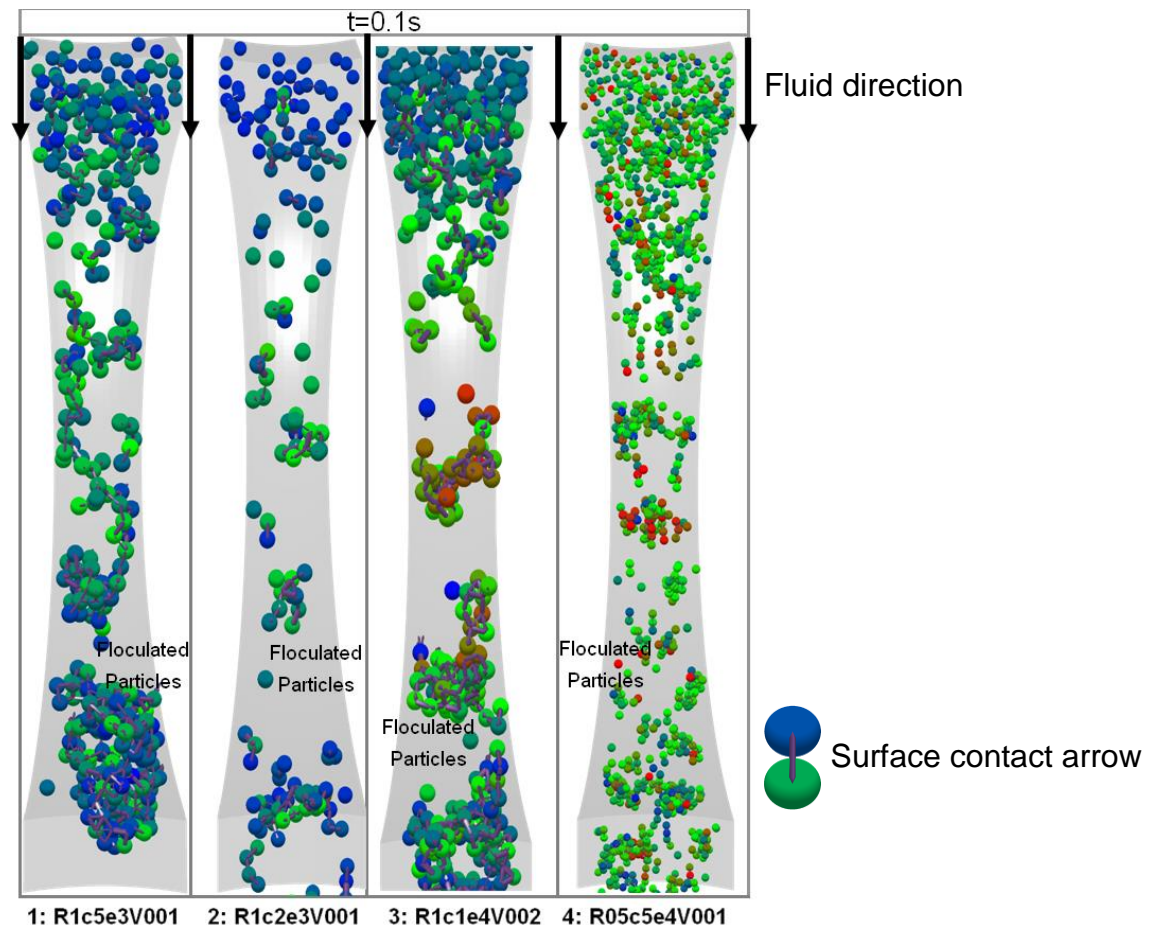 t=0.1s
Fluid direction
Floculated
Particles
Floculated
Particles
Floculated
Particles
Floculated
Particles
Surface contact arrow
1: R1c5e3V001
2: R1c2e3V001
3: R1c1e4V002
4: R05c5e4V001